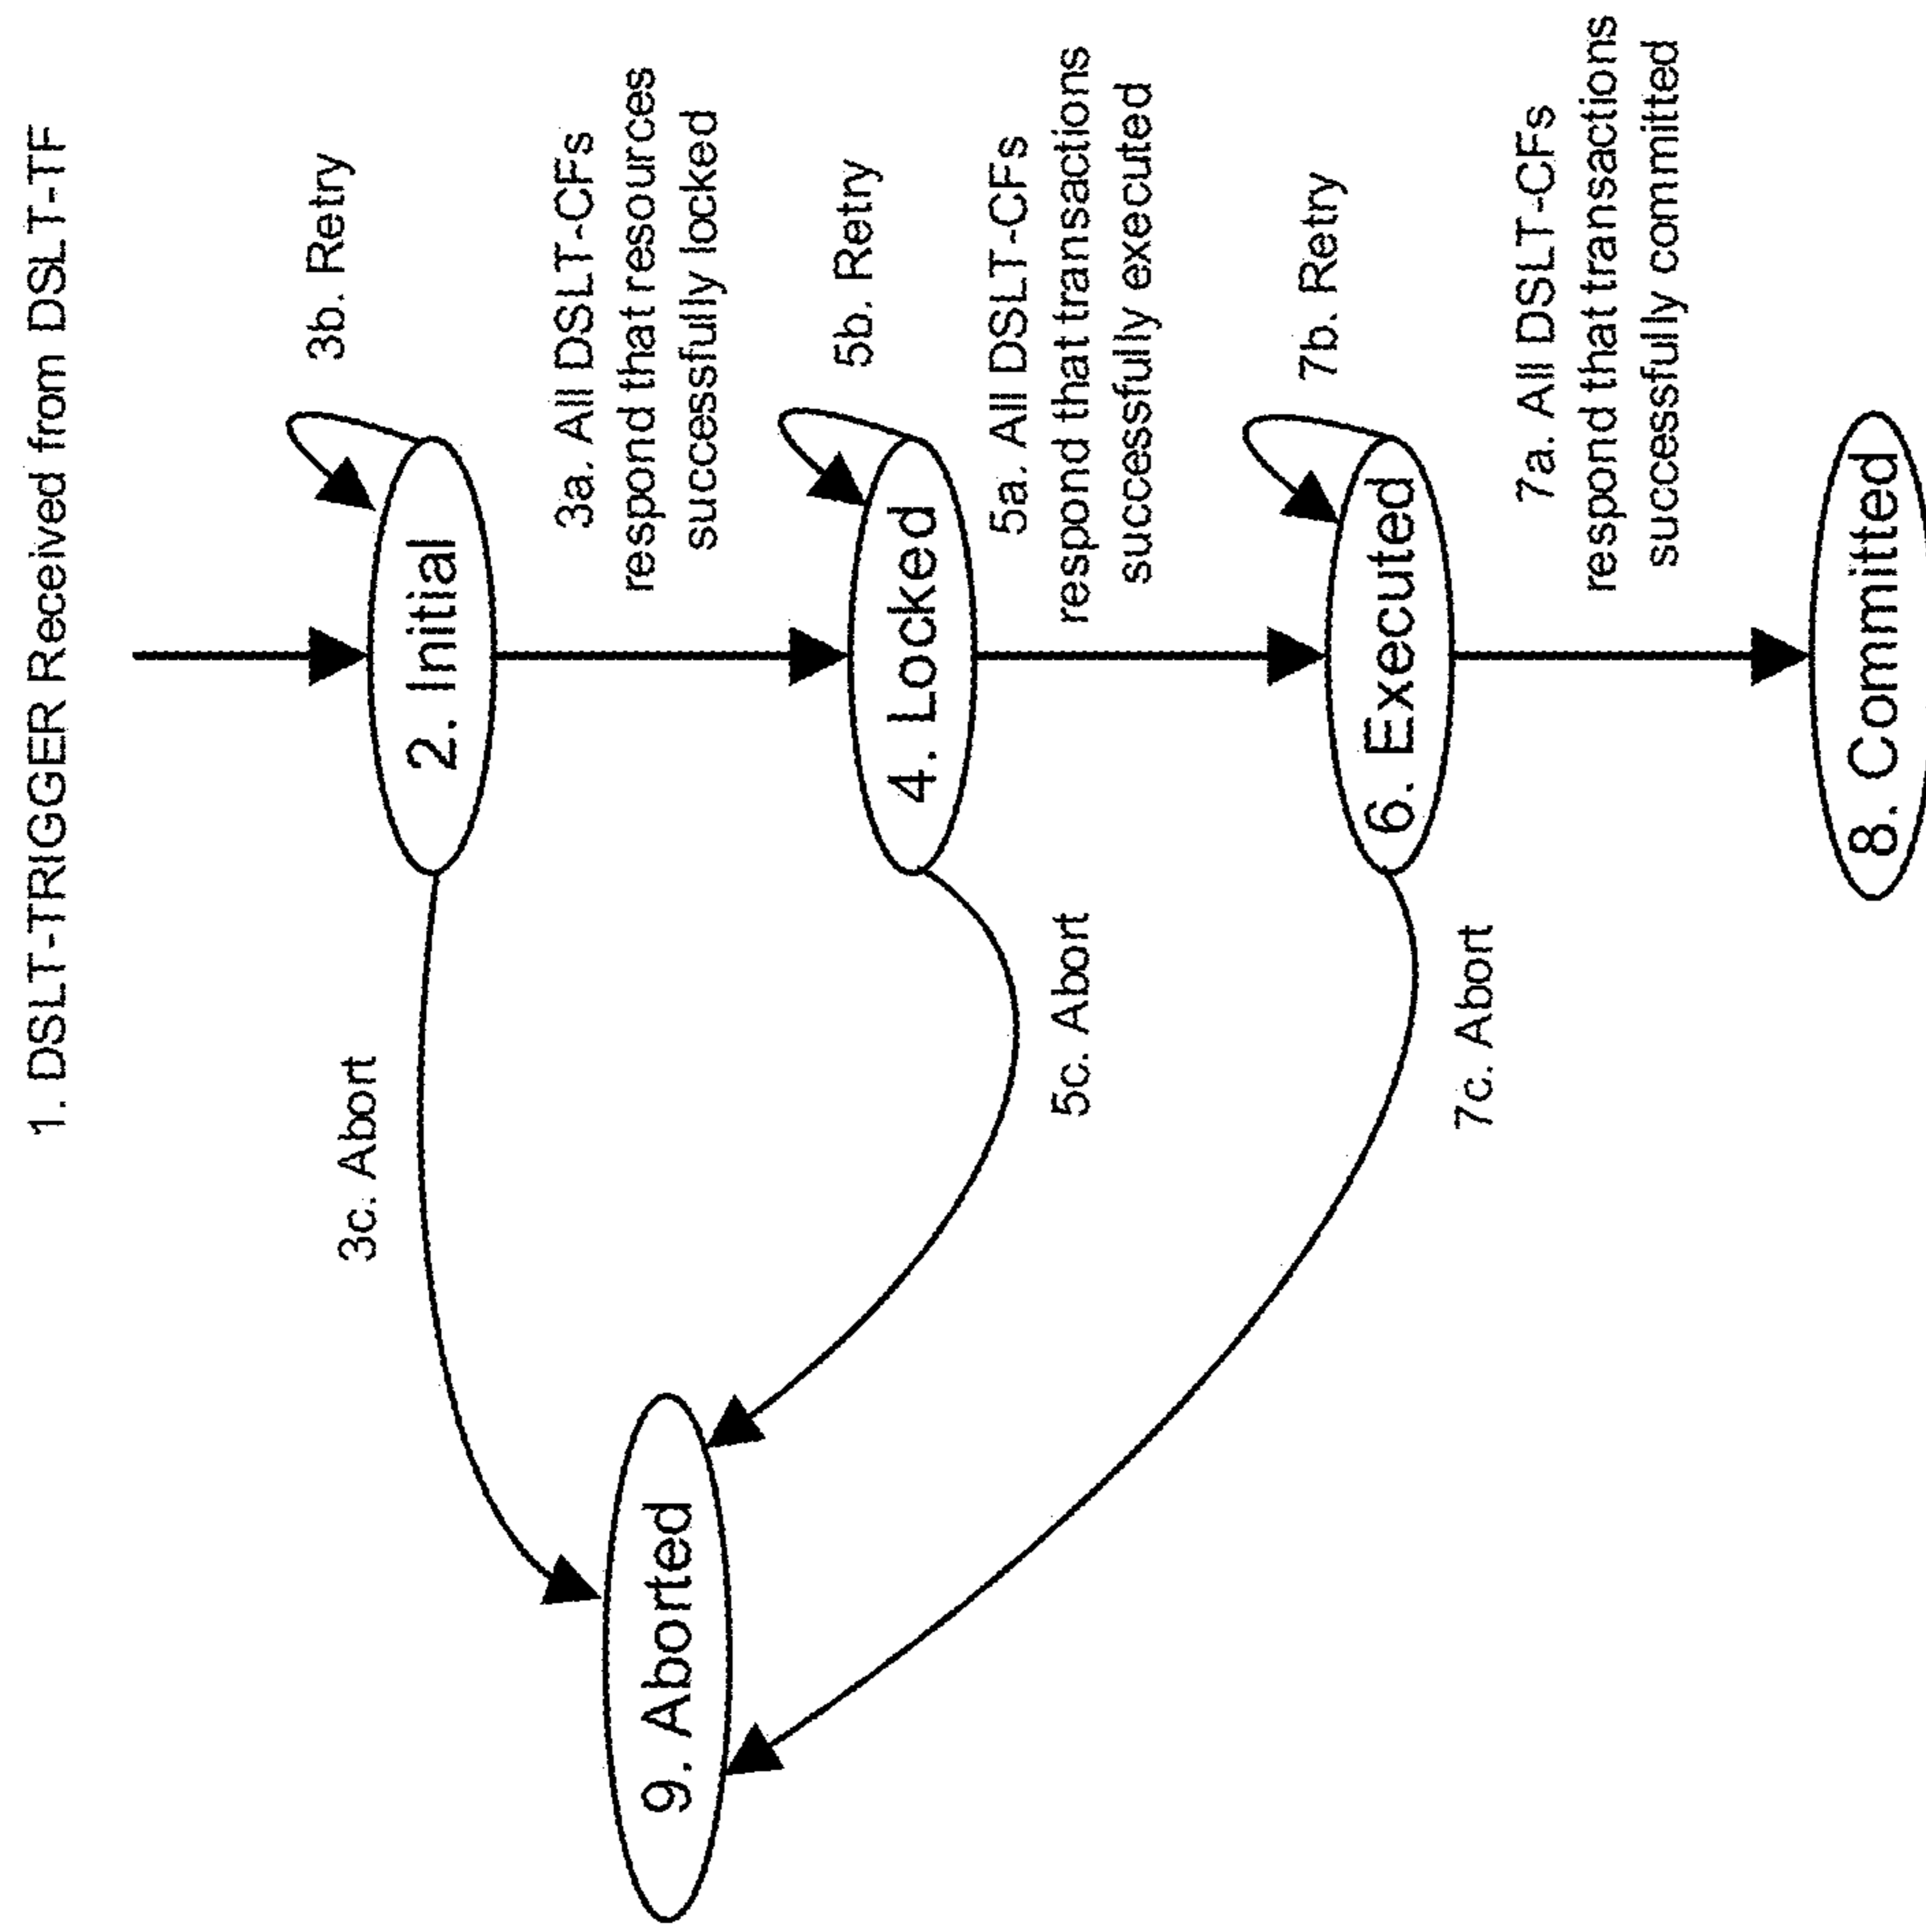 1. DSLT-TRIGGER Received from DSLT-TF
3b. Retry
2. Initial
3c. Abort
3a. All DSLT-CFs
respond that resources
successfully locked
9. Aborted
5b. Retry
4. Locked
5c. Abort
5a. All DSLT-CFs
respond that transactions
successfully executed
7b. Retry
6. Executed
7c. Abort
7a. All DSLT-CFs
respond that transactions
successfully committed
8. Committed